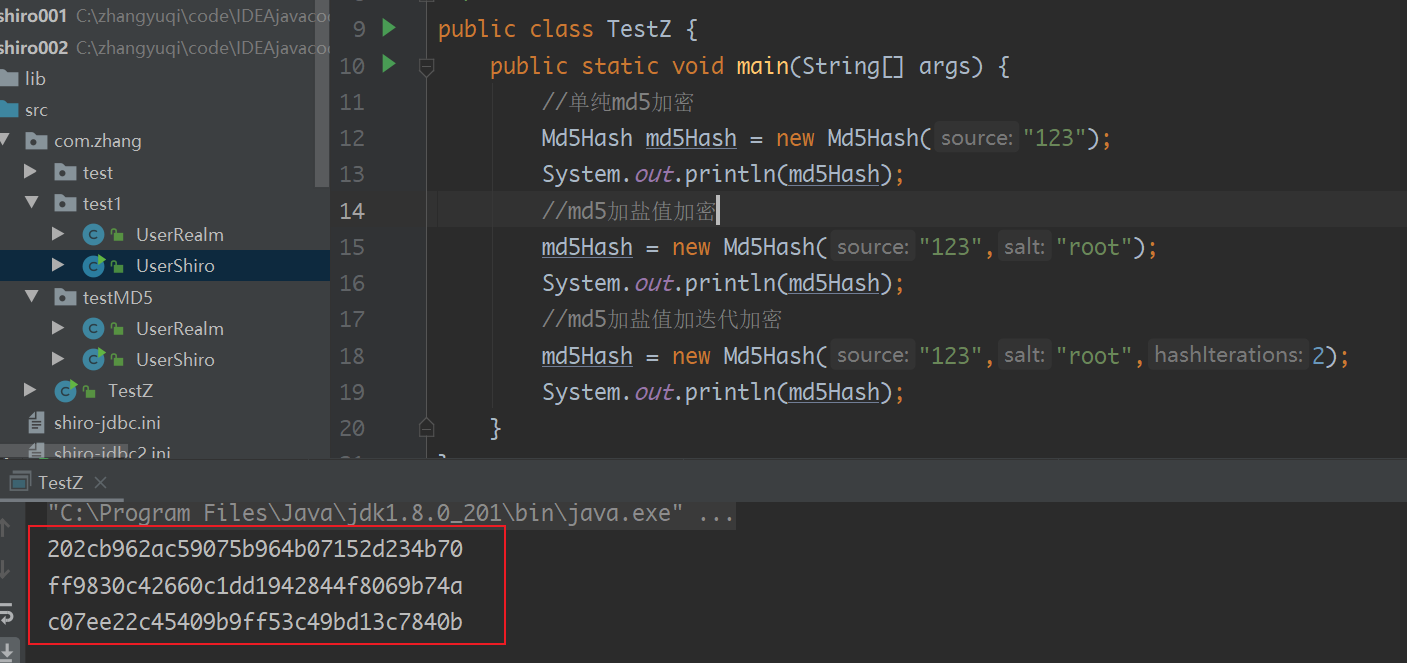 shiro001 C:\zhangyuqi\code\IDEAjavacod
shiro002 C:\zhangyuqi\code\IDEAjavacod
lib
src
com.zhang
test
test1
UserRealm
UserShiro
testMD5
UserRealm
UserShiro
TestZ
shiro-jdbc.ini
shiro-jdbc2.ini
9 public class TestZ {
10 public static void main(String[] args) {
11 //单纯md5加密
12 Md5Hash md5Hash = new Md5Hash( source: "123");
13 System.out.println(md5Hash);
14 //md5加盐值加密
15 md5Hash = new Md5Hash( source: "123", salt: "root");
16 System.out.println(md5Hash);
17 //md5加盐值加迭代加密
18 md5Hash = new Md5Hash( source: "123", salt: "root", hashIterations: 2);
19 System.out.println(md5Hash);
20 }
TestZ
"C:\Program Files\Java\jdk1.8.0_201\bin\java.exe" ...
202cb962ac59075b964b07152d234b70
ff9830c42660c1dd1942844f8069b74a
c07ee22c45409b9ff53c49bd13c7840b